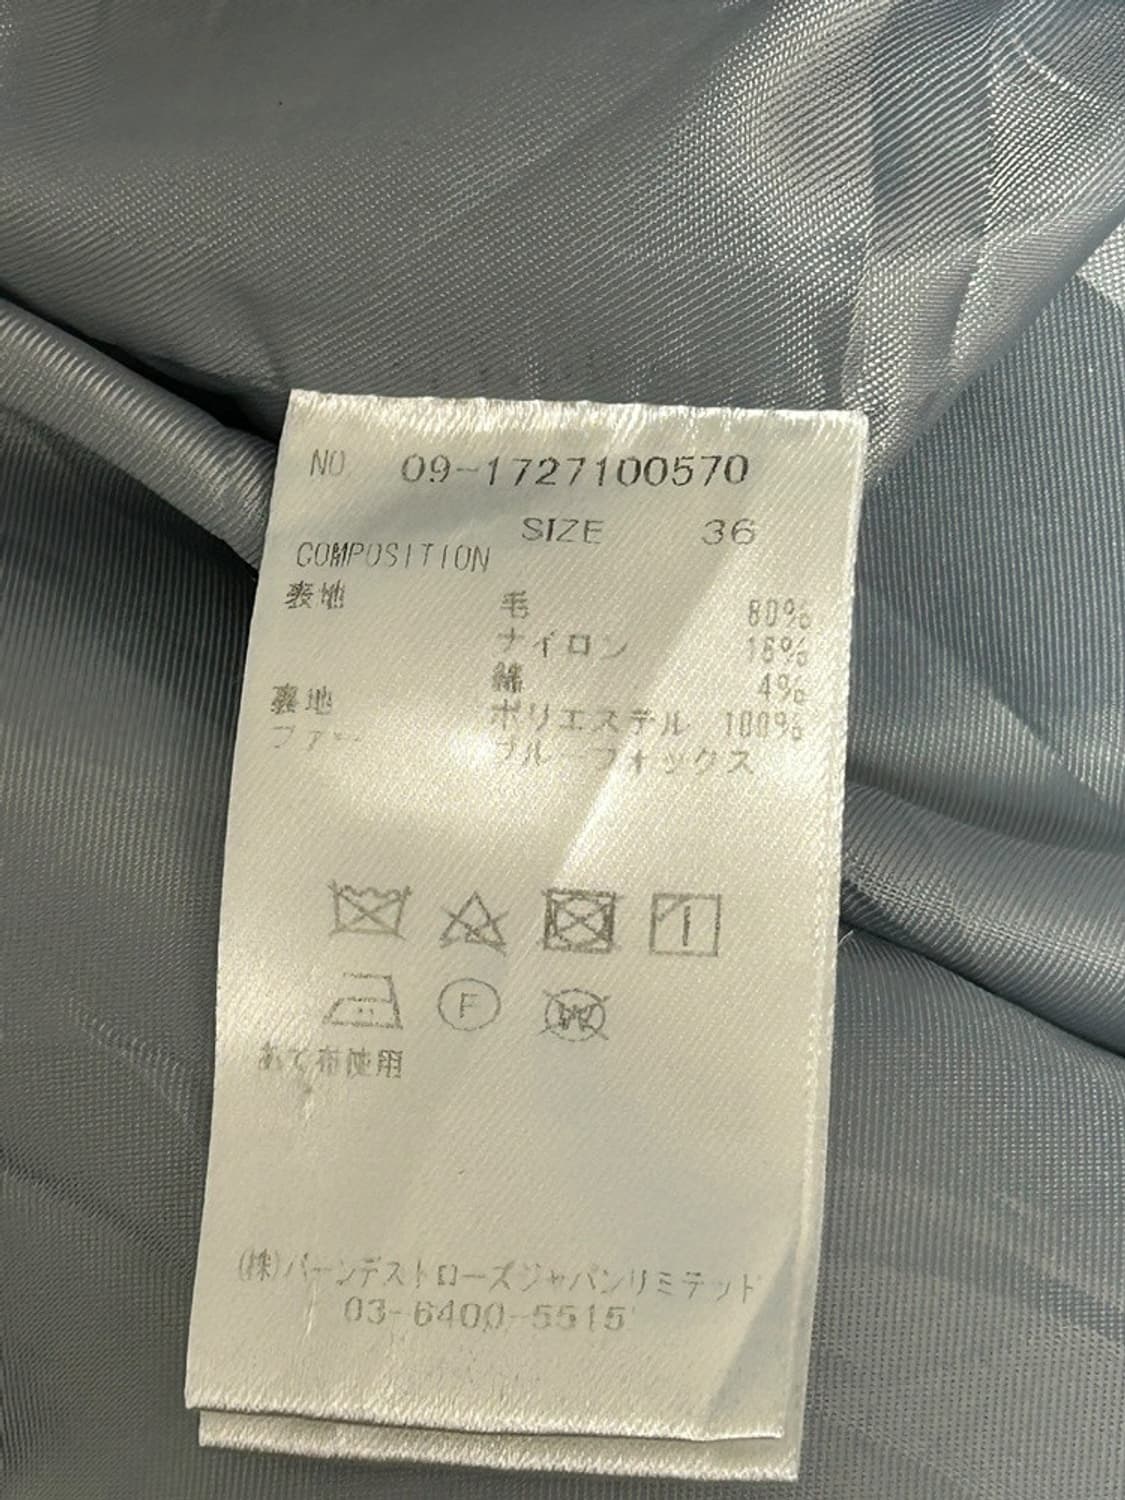 NO 09-1727100570
SIZE 36
COMPOSITION
表地 毛 80%
ナイロン 16%
綿 4%
裏地 ポリエステル 100%
ファー ブルーフォックス
F W
あて布使用
(株)バーンデストローズジャパンリミテッド
03-6400-5515